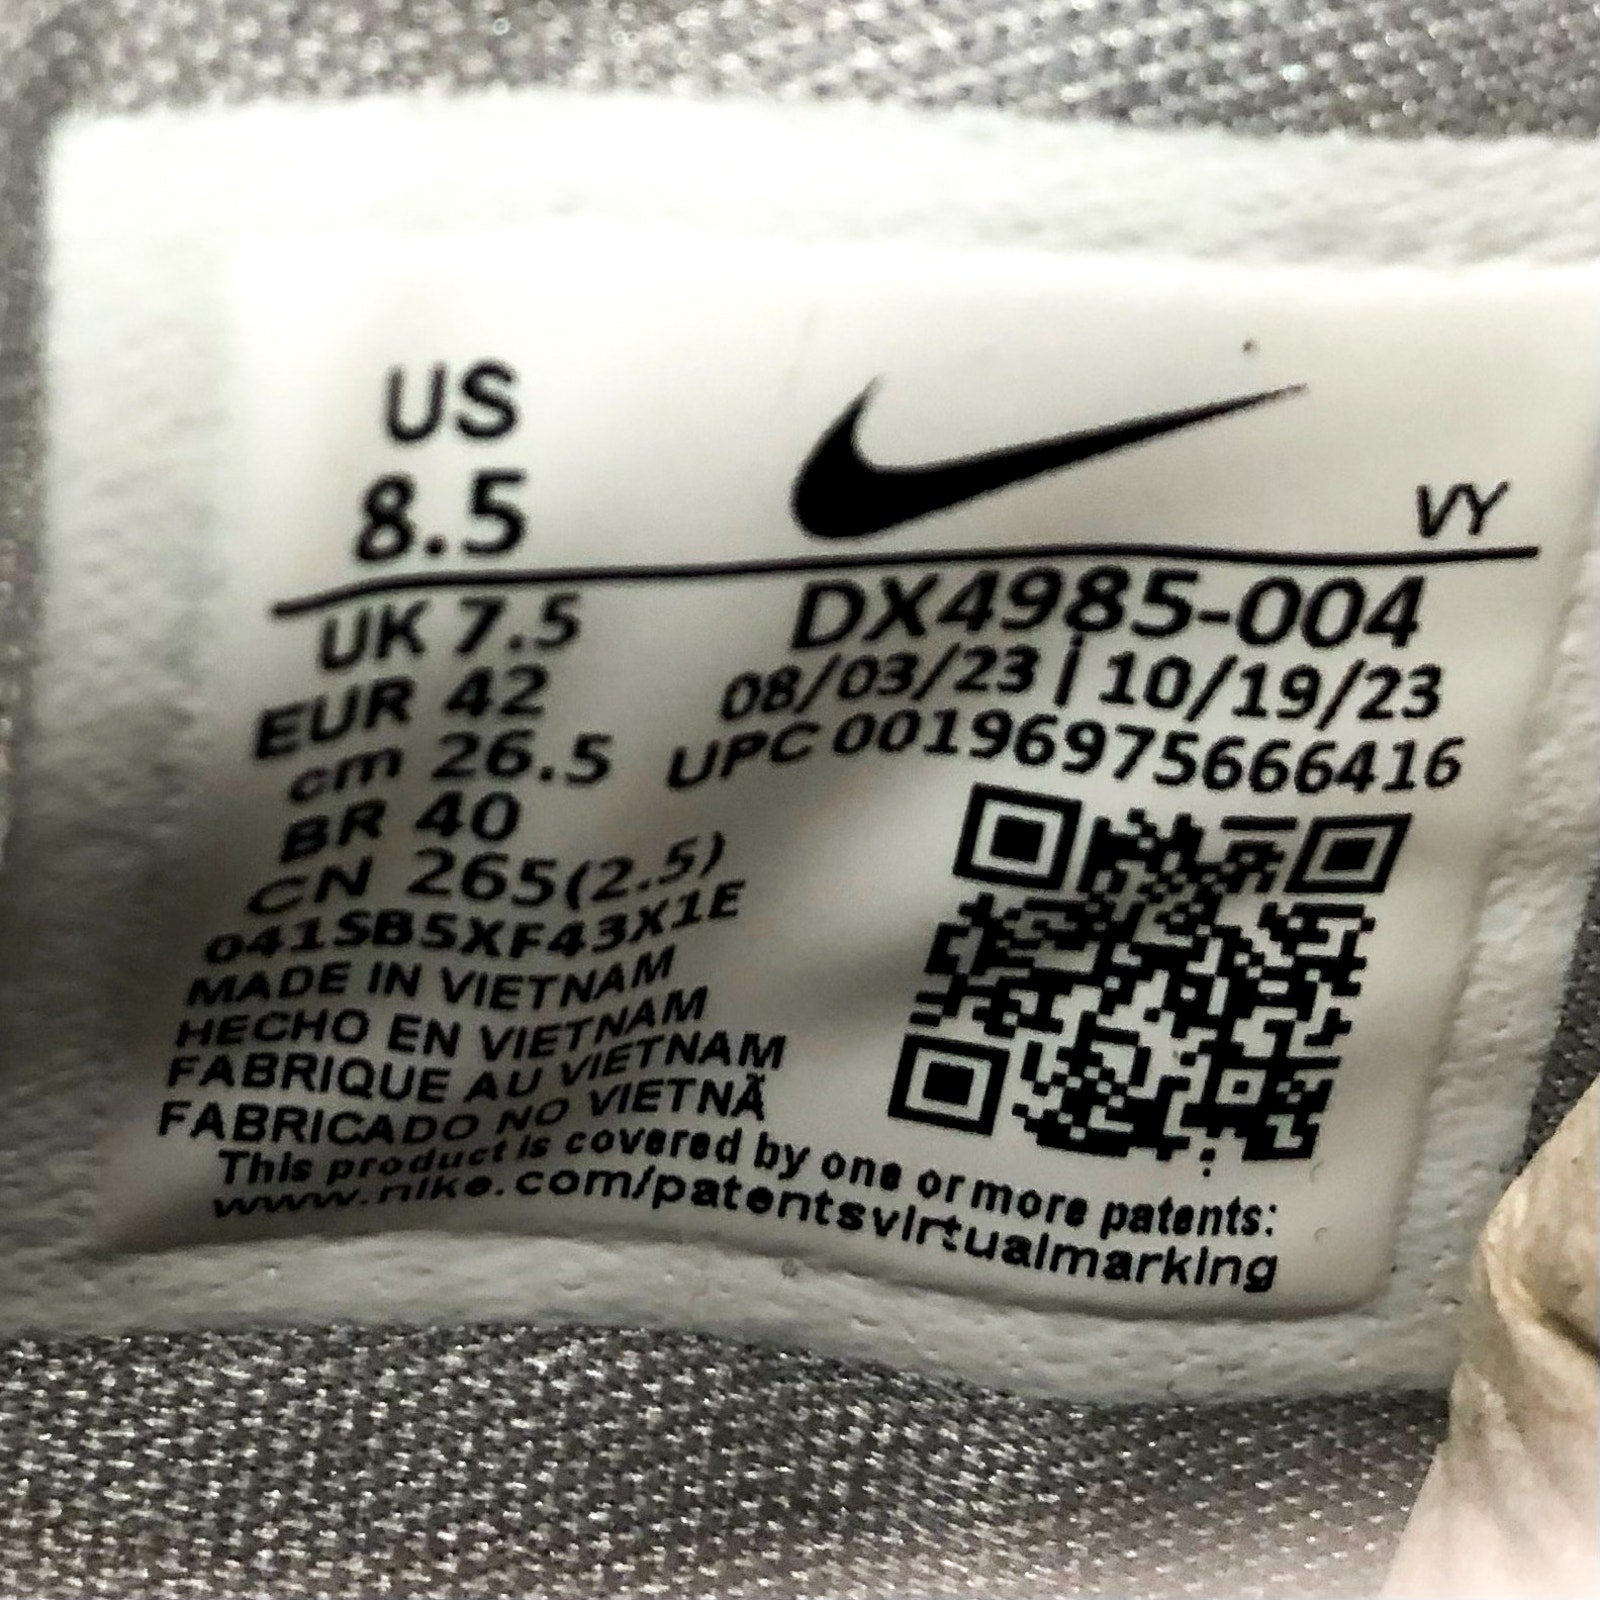 US
8.5
VY
UK 7.5
EUR 42
cm 26.5
BR 40
CN 265(2.5)
DX4985-004
08/03/23 | 10/19/23
UPC 00196975666416
041SB5XF43X1E
MADE IN VIETNAM
HECHO EN VIETNAM
FABRIQUE AU VIETNAM
FABRICADO NO VIETNÃ
This product is covered by one or more patents:
www.nike.com/patentsvirtualmarking